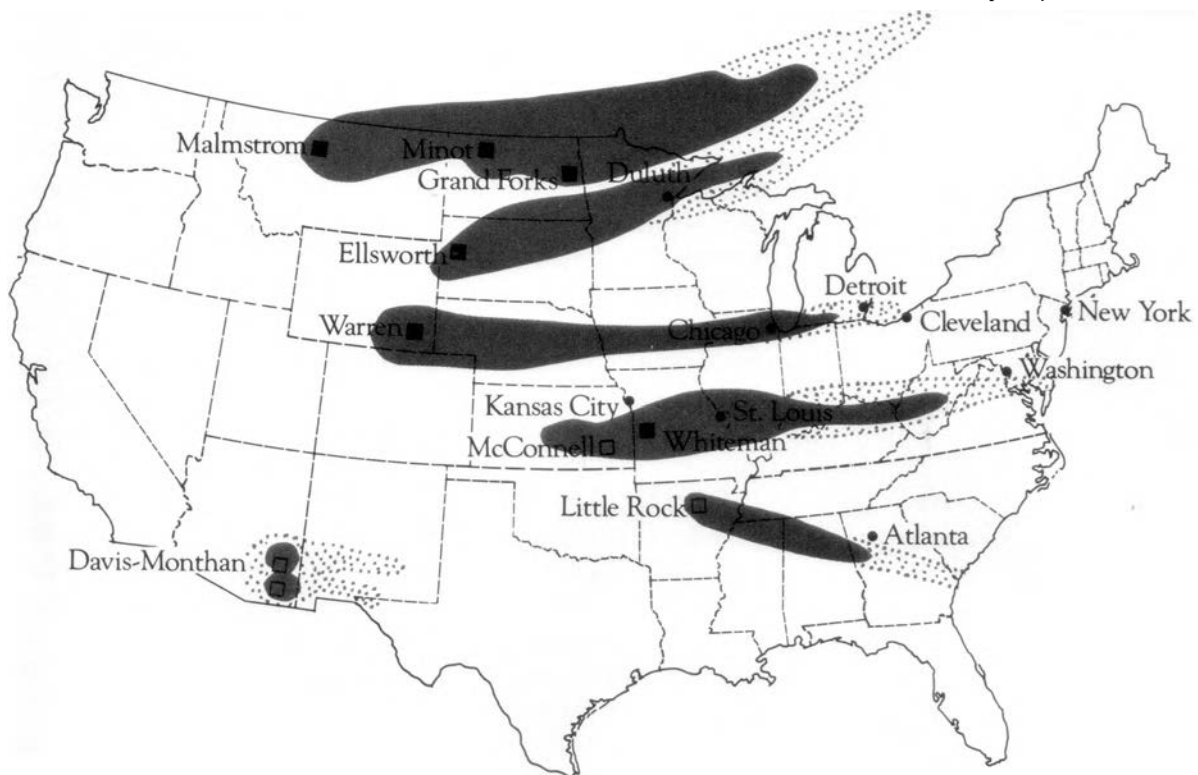 Malmstrom
Minot
Grand Forks
Duluth
Ellsworth
Detroit
Warren
Chicago
Cleveland
New York
Washington
Kansas City
St. Louis
McConnell
Whiteman
Little Rock
Atlanta
Davis-Monthan